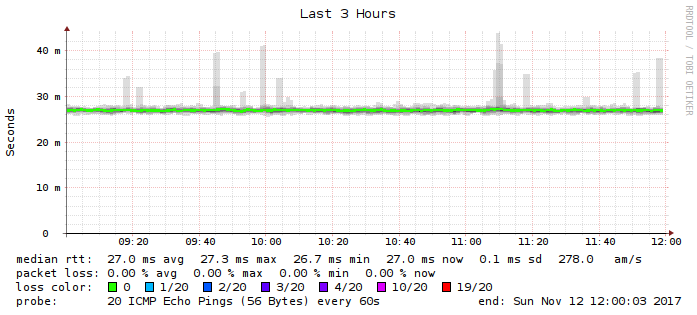 Last 3 Hours
RRDTOOL / TOBI OETIKER
Seconds
40 m
30 m
20 m
10 m
0
09:20 09:40 10:00 10:20 10:40 11:00 11:20 11:40 12:00
median rtt: 27.0 ms avg 27.3 ms max 26.7 ms min 27.0 ms now 0.1 ms sd 278.0 am/s
packet loss: 0.00 % avg 0.00 % max 0.00 % min 0.00 % now
loss color: 0 1/20 2/20 3/20 4/20 10/20 19/20
probe: 20 ICMP Echo Pings (56 Bytes) every 60s end: Sun Nov 12 12:00:03 2017